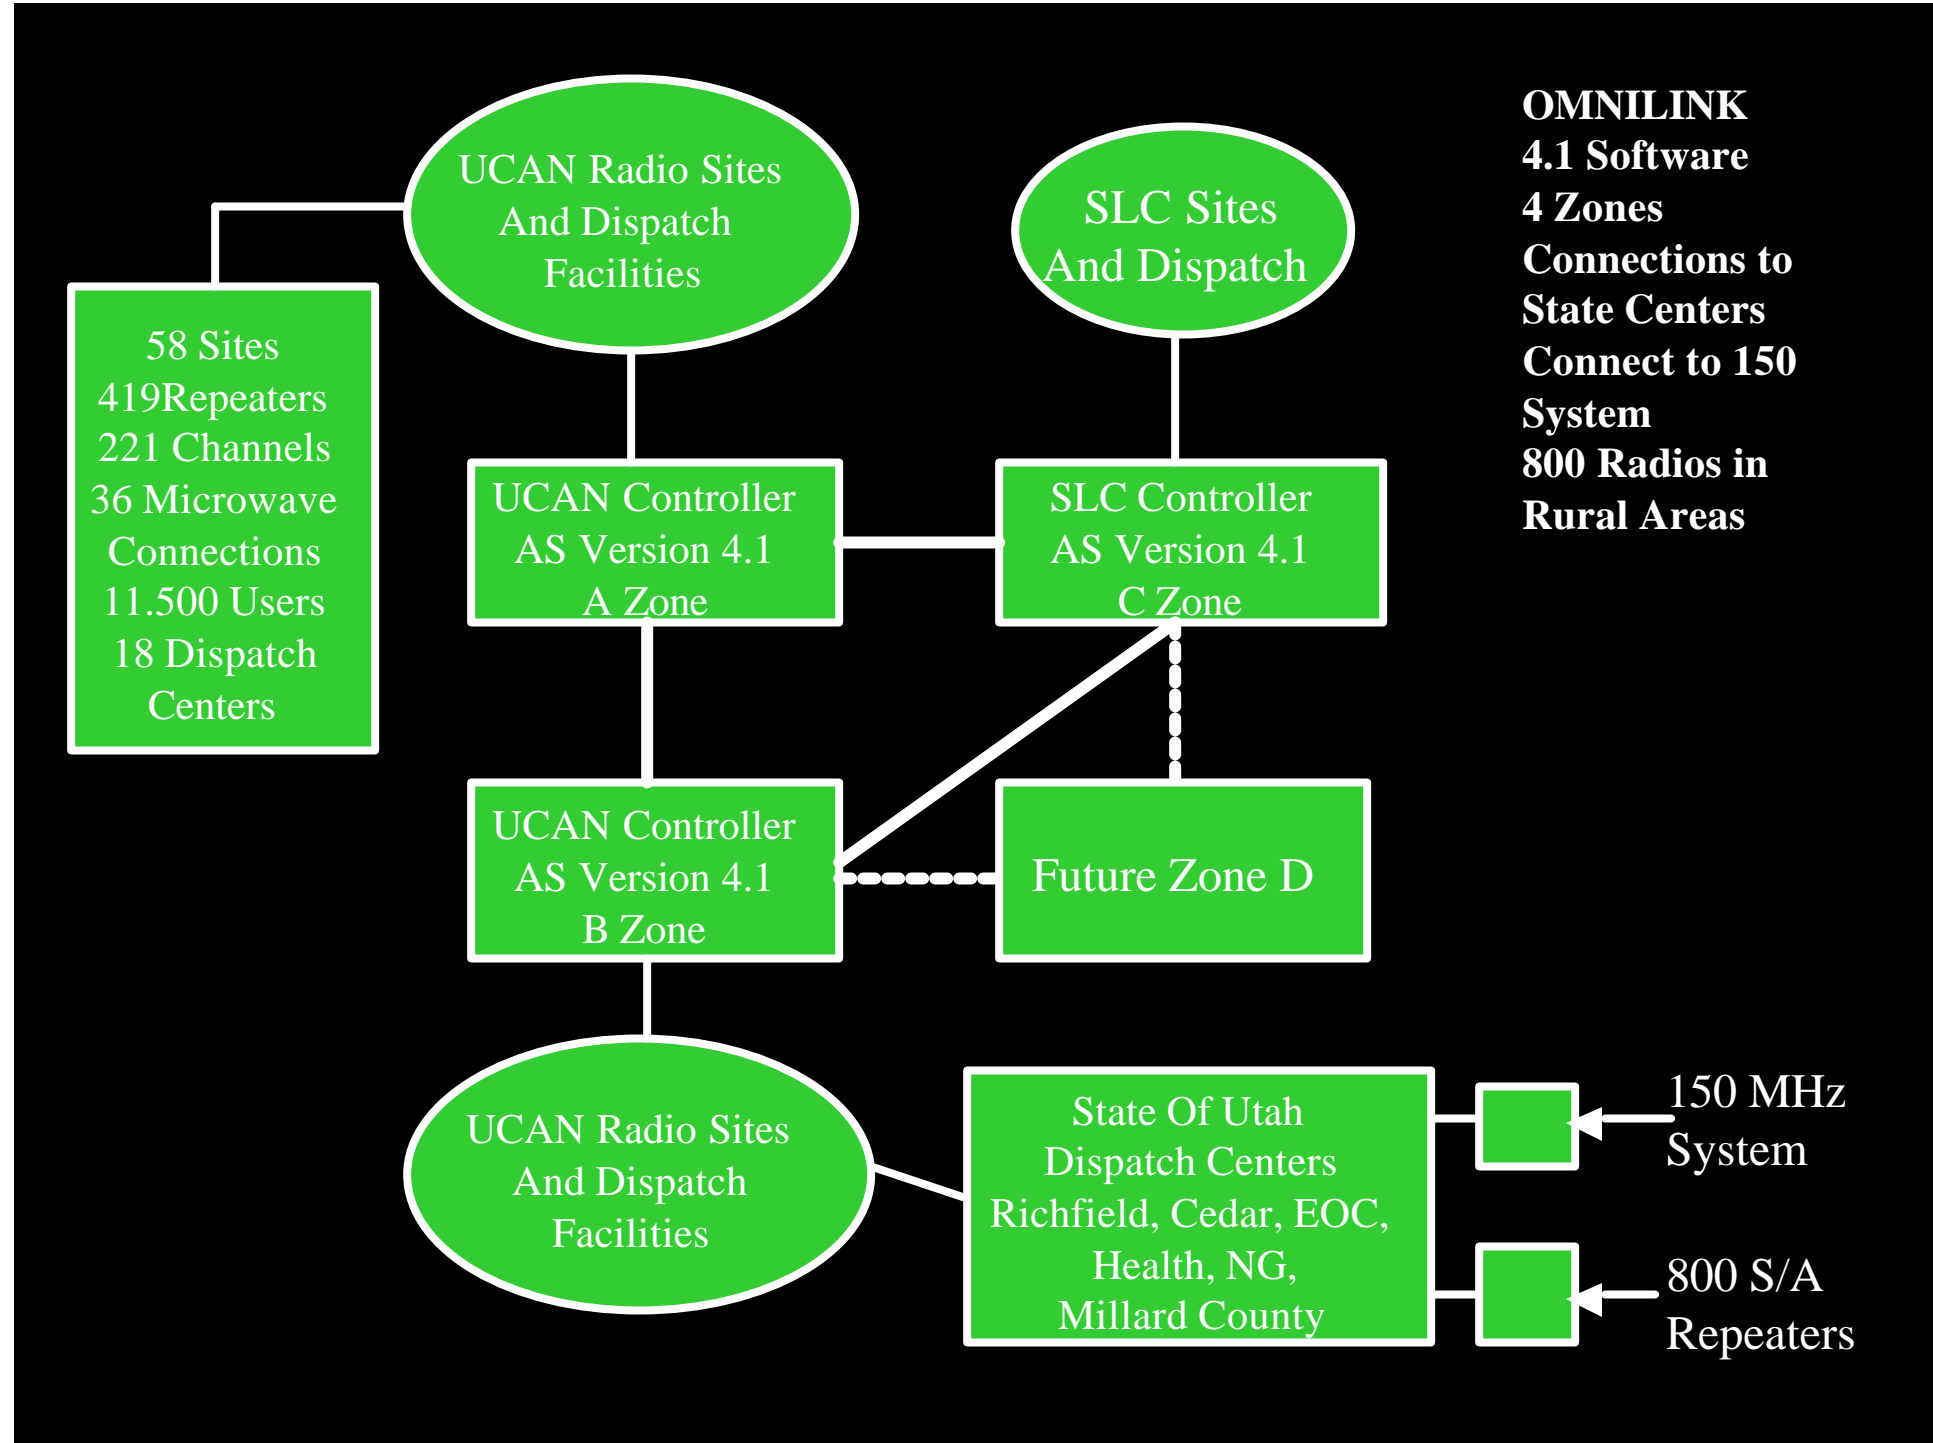 UCAN Radio Sites
And Dispatch
Facilities
SLC Sites
And Dispatch
OMNILINK
4.1 Software
4 Zones
Connections to
State Centers
Connect to 150
System
800 Radios in
Rural Areas
58 Sites
419Repeaters
221 Channels
36 Microwave
Connections
11.500 Users
18 Dispatch
Centers
UCAN Controller
AS Version 4.1
A Zone
SLC Controller
AS Version 4.1
C Zone
UCAN Controller
AS Version 4.1
B Zone
Future Zone D
UCAN Radio Sites
And Dispatch
Facilities
State Of Utah
Dispatch Centers
Richfield, Cedar, EOC,
Health, NG,
Millard County
150 MHz
System
800 S/A
Repeaters